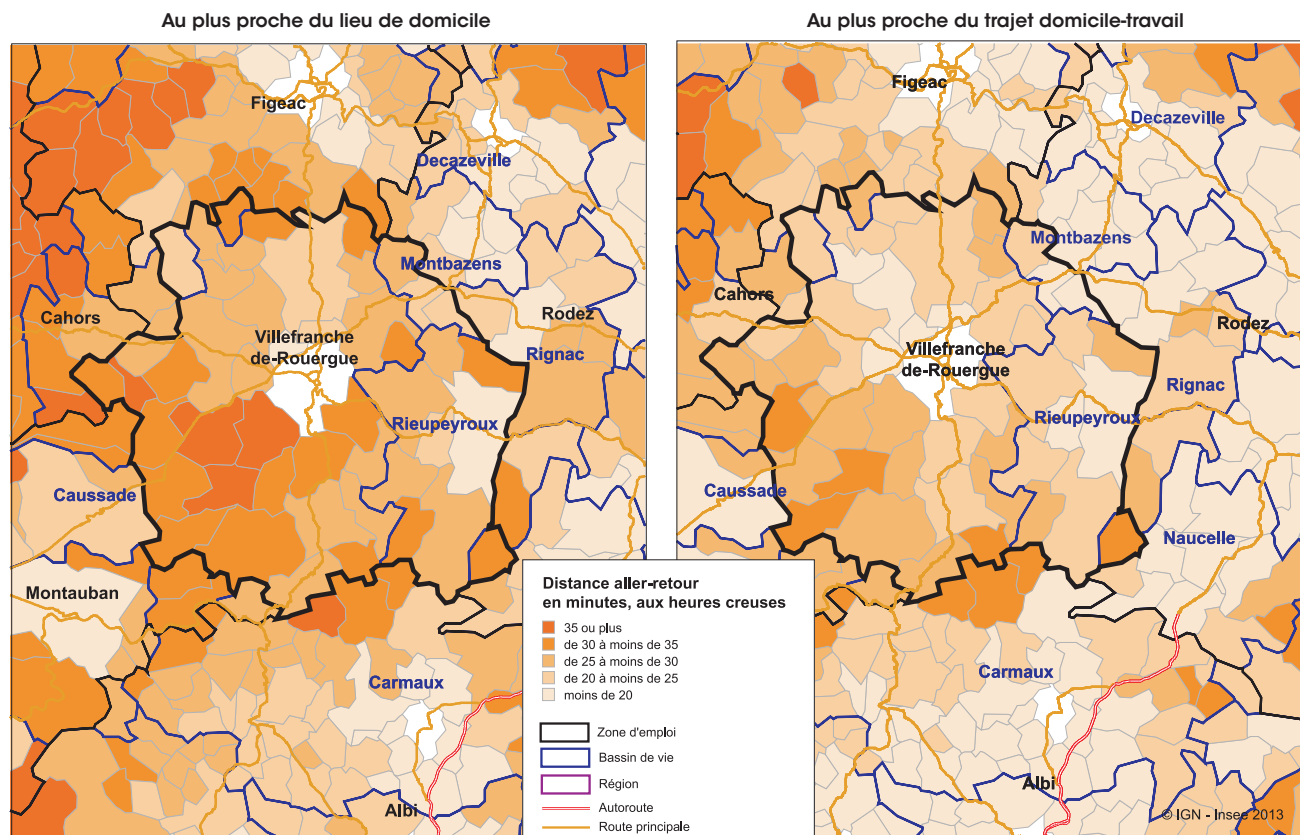 Au plus proche du lieu de domicile
Au plus proche du trajet domicile-travail
Figeac
Decazeville
Montbazens
Cahors
Rodez
Villefranche
de-Rouergue
Rignac
Rieupeyroux
Caussade
Montauban
Carmaux
Albi
Figeac
Decazeville
Montbazens
Cahors
Rodez
Villefranche
de-Rouergue
Rignac
Rieupeyroux
Caussade
Naucelle
Carmaux
Albi
Distance aller-retour
en minutes, aux heures creuses
35 ou plus
de 30 à moins de 35
de 25 à moins de 30
de 20 à moins de 25
moins de 20
Zone d'emploi
Bassin de vie
Région
Autoroute
Route principale
© IGN - Insee 2013